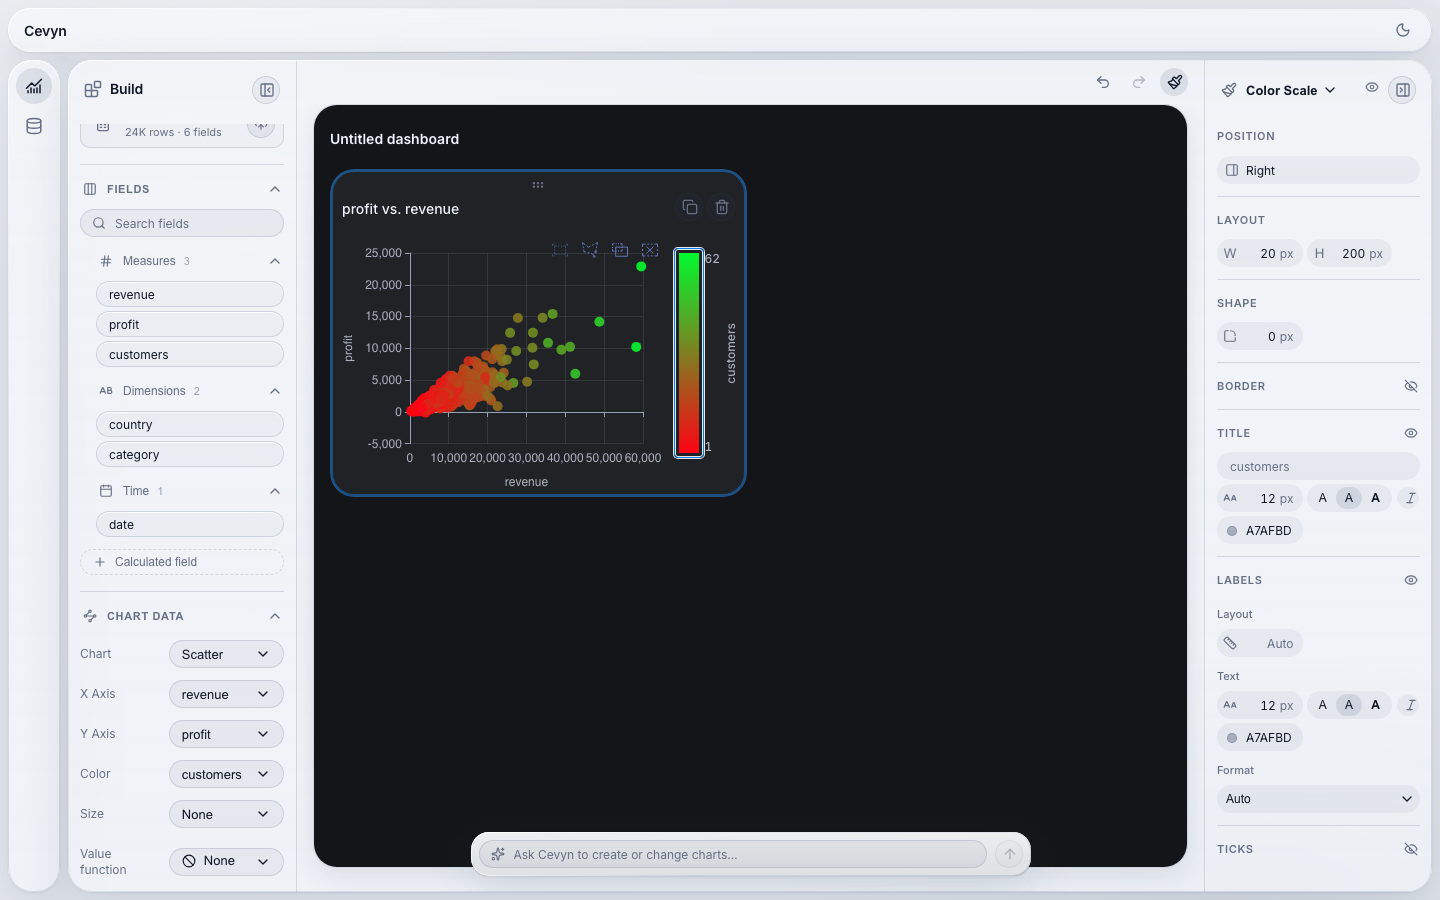 Cevyn
Build
24K rows · 6 fields
FIELDS
Search fields
Measures 3
revenue
profit
customers
AB Dimensions 2
country
category
Time 1
date
Calculated field
CHART DATA
Chart Scatter
X Axis revenue
Y Axis profit
Color customers
Size None
Value function None
Untitled dashboard
profit vs. revenue
25,000
20,000
15,000
10,000
5,000
0
-5,000
profit
0 10,000 20,000 30,000 40,000 50,000 60,000
revenue
62
1
customers
Ask Cevyn to create or change charts...
Color Scale
POSITION
Right
LAYOUT
W 20 px H 200 px
SHAPE
0 px
BORDER
TITLE
customers
AA 12 px A A A I
A7AFBD
LABELS
Layout
Auto
Text
AA 12 px A A A I
A7AFBD
Format
Auto
TICKS